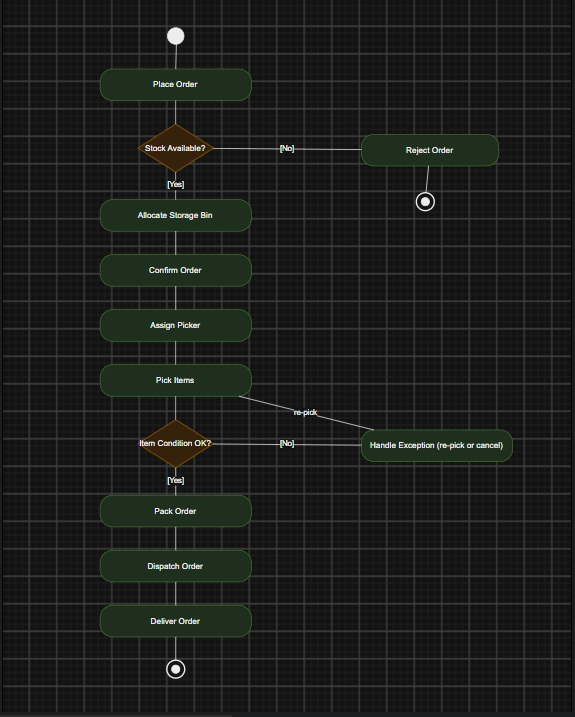 Place Order
Stock Available?
[No]
Reject Order
[Yes]
Allocate Storage Bin
Confirm Order
Assign Picker
Pick Items
re-pick
Item Condition OK?
[No]
Handle Exception (re-pick or cancel)
[Yes]
Pack Order
Dispatch Order
Deliver Order